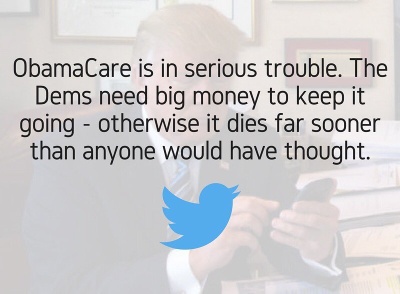 ObamaCare is in serious trouble. The
Dems need big money to keep it
going - otherwise it dies far sooner
than anyone would have thought.